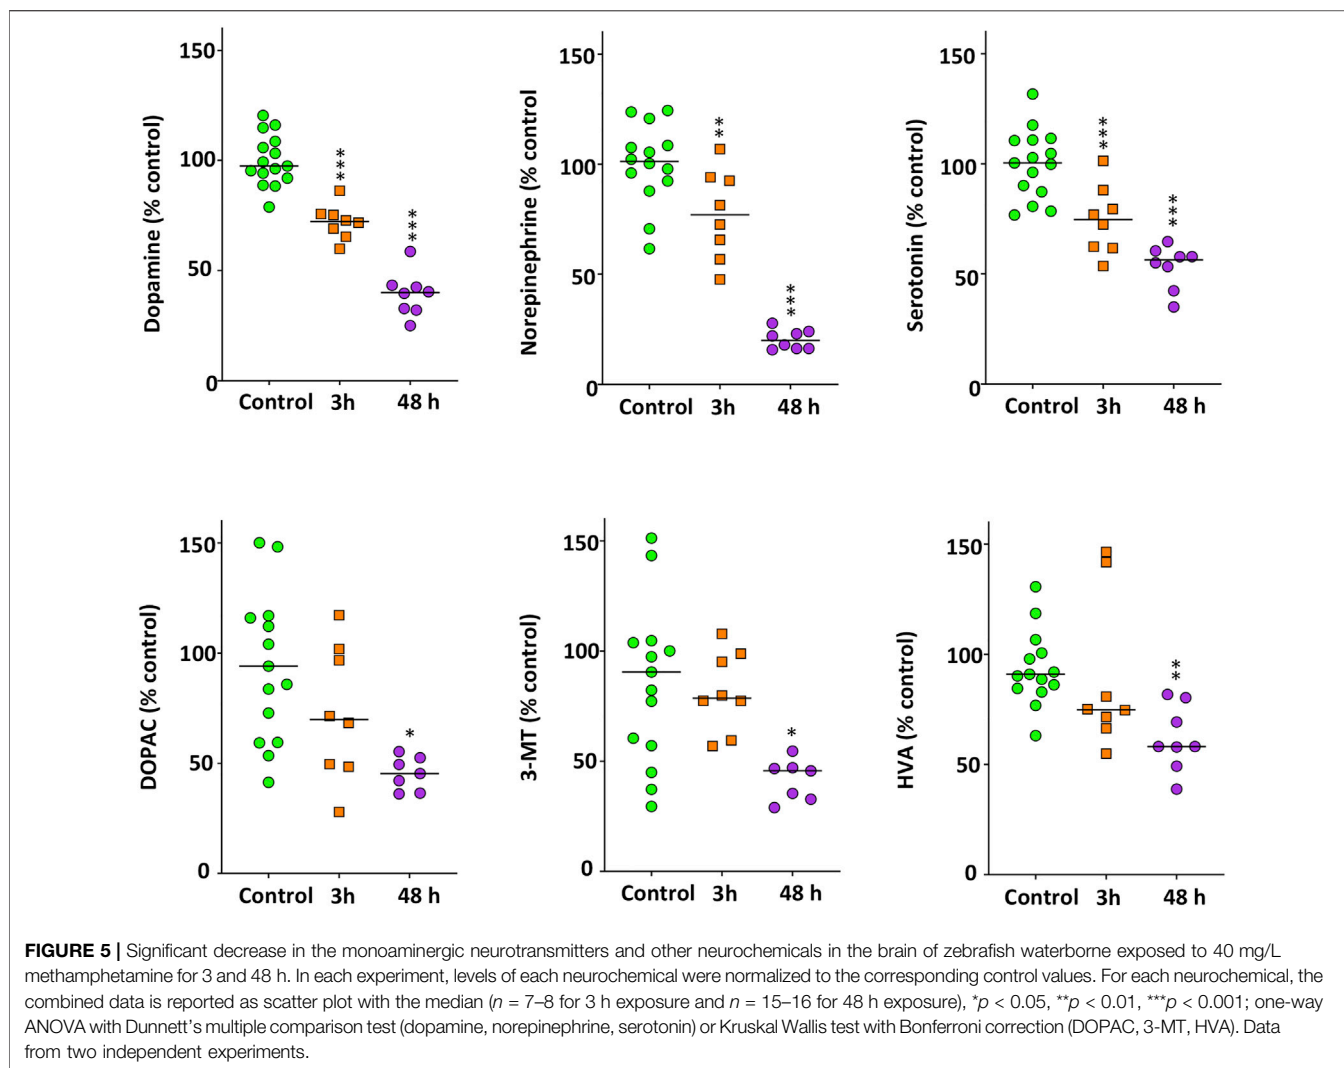 150
100
50
0
Dopamine (% control)
***
***
Control 3h 48 h
150
100
50
0
Norepinephrine (% control
**
***
Control 3h 48 h
150
100
50
0
Serotonin (% control)
***
***
Control 3h 48 h
150
100
50
0
DOPAC (% control)
*
Control 3h 48 h
150
100
50
0
3-MT (% control)
*
Control 3h 48 h
150
100
50
0
HVA (% control)
**
Control 3h 48 h
FIGURE 5 | Significant decrease in the monoaminergic neurotransmitters and other neurochemicals in the brain of zebrafish waterborne exposed to 40 mg/L
methamphetamine for 3 and 48 h. In each experiment, levels of each neurochemical were normalized to the corresponding control values. For each neurochemical, the
combined data is reported as scatter plot with the median (n = 7–8 for 3 h exposure and n = 15–16 for 48 h exposure), *p < 0.05, **p < 0.01, ***p < 0.001; one-way
ANOVA with Dunnett's multiple comparison test (dopamine, norepinephrine, serotonin) or Kruskal Wallis test with Bonferroni correction (DOPAC, 3-MT, HVA). Data
from two independent experiments.